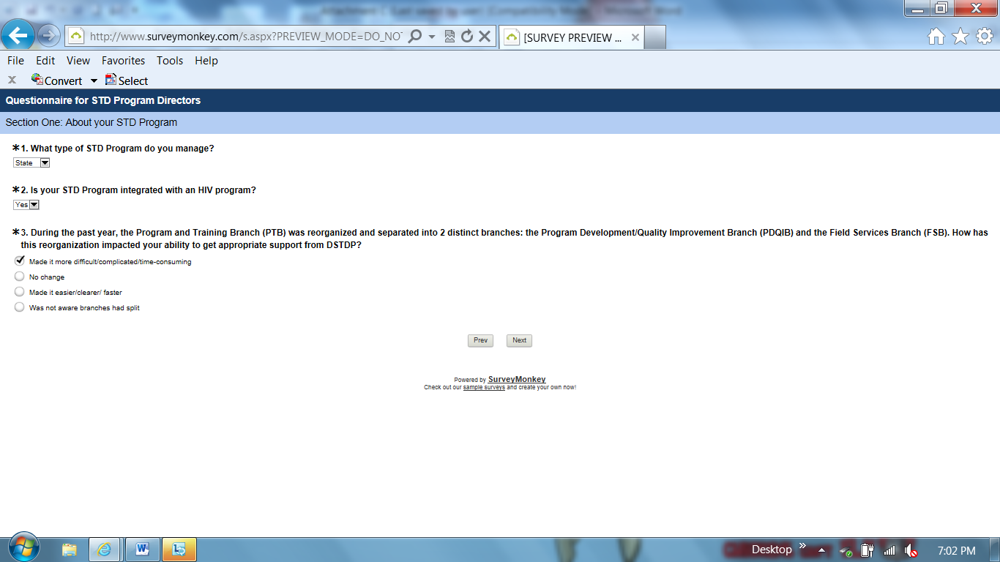 http://www.surveymonkey.com/s.aspx?PREVIEW_MODE=DO_NO
[SURVEY PREVIEW ...
File Edit View Favorites Tools Help
x Convert Select
Questionnaire for STD Program Directors
Section One: About your STD Program
*1. What type of STD Program do you manage?
State
*2. Is your STD Program integrated with an HIV program?
Yes
*3. During the past year, the Program and Training Branch (PTB) was reorganized and separated into 2 distinct branches: the Program Development/Quality Improvement Branch (PDQIB) and the Field Services Branch (FSB). How has
this reorganization impacted your ability to get appropriate support from DSTDP?
Made it more difficult/complicated/time-consuming
No change
Made it easier/clearer/ faster
Was not aware branches had split
Prev Next
Powered by SurveyMonkey
Check out our sample surveys and create your own now!
Desktop 7:02 PM